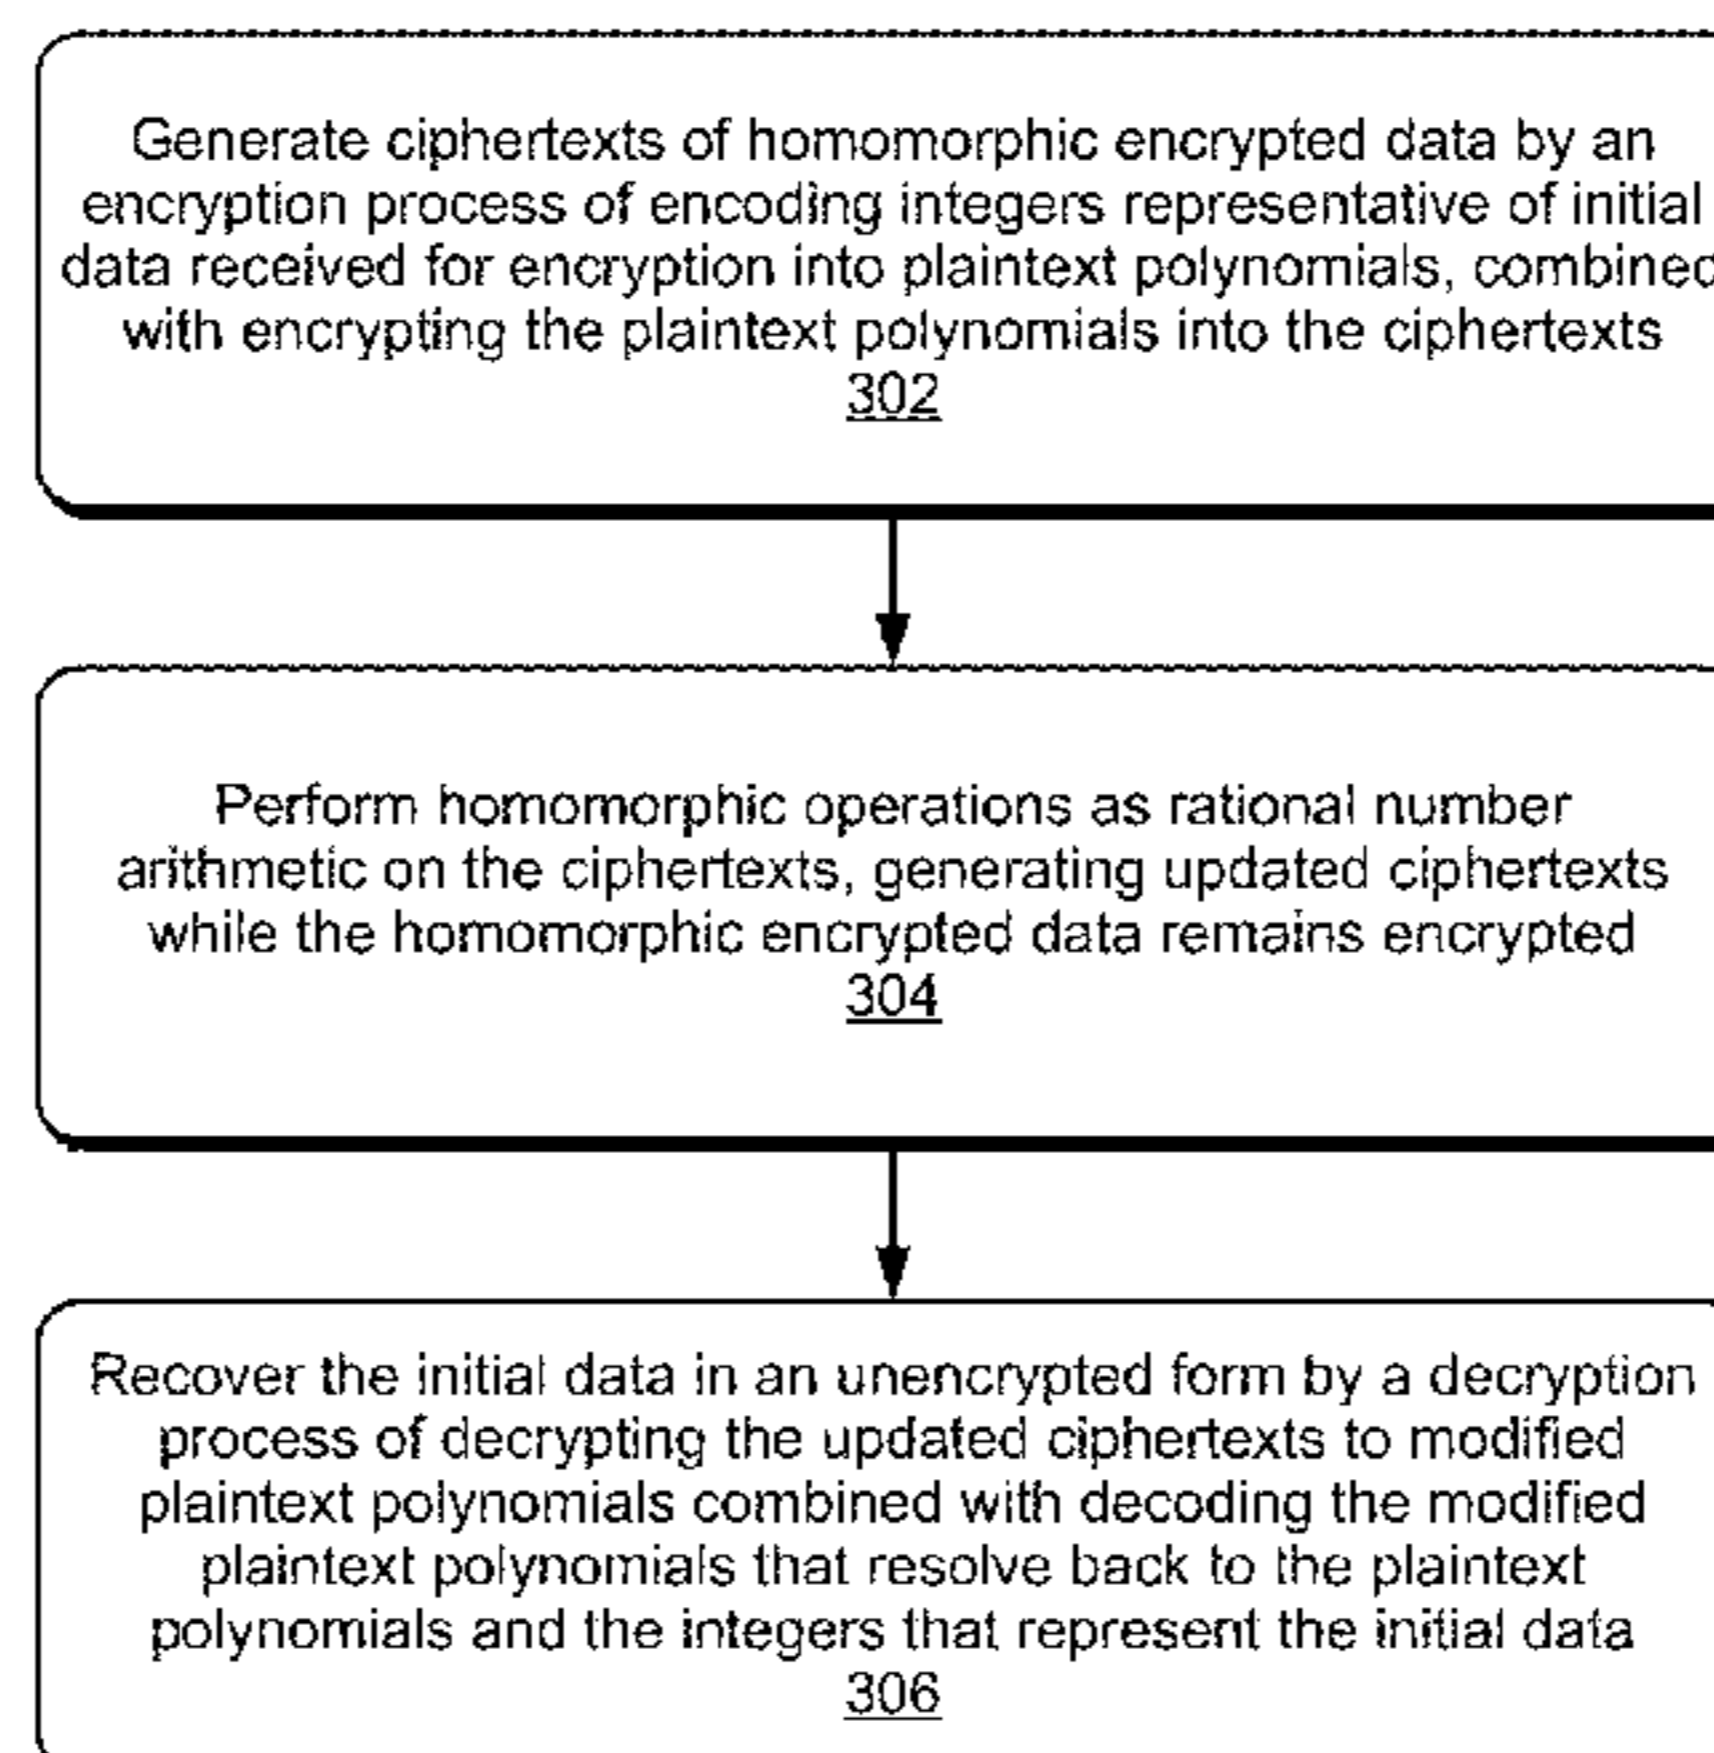 Generate ciphertexts of homomorphic encrypted data by an
encryption process of encoding integers representative of initial
data received for encryption into plaintext polynomials, combined
with encrypting the plaintext polynomials into the ciphertexts
302
Perform homomorphic operations as rational number
arithmetic on the ciphertexts, generating updated ciphertexts
while the homomorphic encrypted data remains encrypted
304
Recover the initial data in an unencrypted form by a decryption
process of decrypting the updated ciphertexts to modified
plaintext polynomials combined with decoding the modified
plaintext polynomials that resolve back to the plaintext
polynomials and the integers that represent the initial data
306